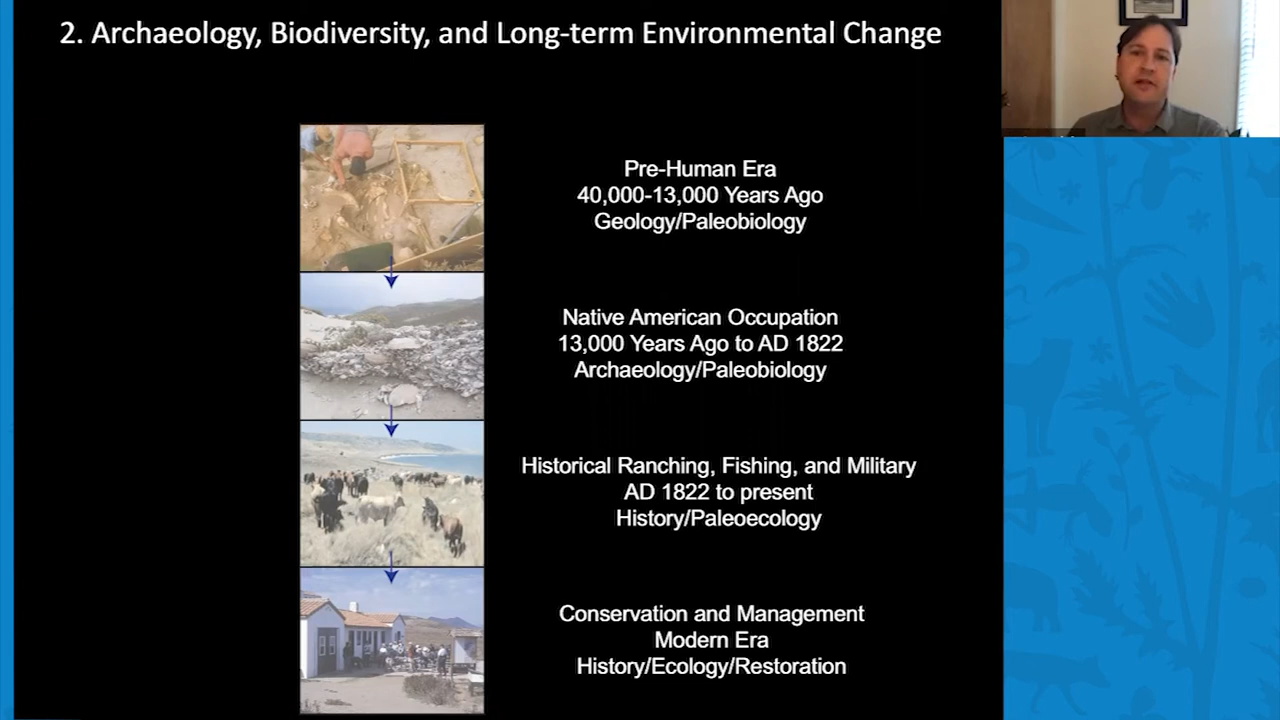 2. Archaeology, Biodiversity, and Long-term Environmental Change
Pre-Human Era
40,000-13,000 Years Ago
Geology/Paleobiology
Native American Occupation
13,000 Years Ago to AD 1822
Archaeology/Paleobiology
Historical Ranching, Fishing, and Military
AD 1822 to present
History/Paleoecology
Conservation and Management
Modern Era
History/Ecology/Restoration